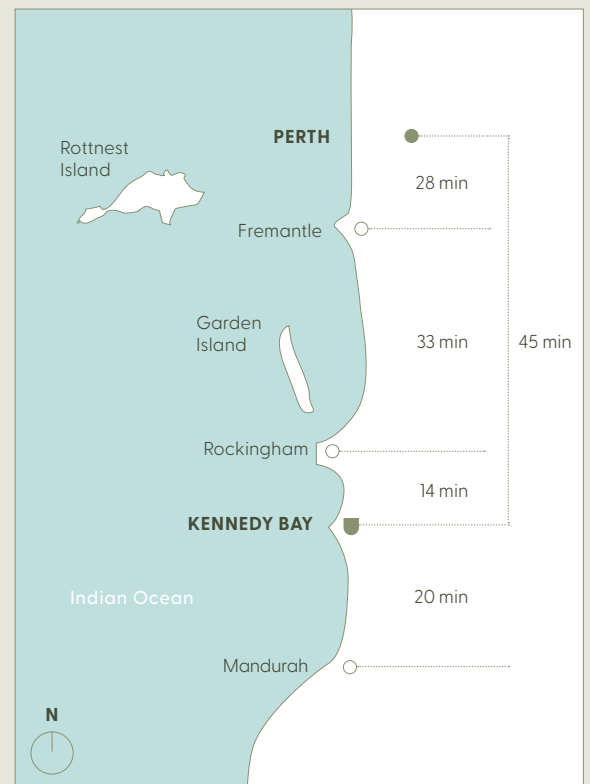 PERTH
Rottnest
Island
28 min
Fremantle
Garden
Island
33 min
45 min
Rockingham
14 min
KENNEDY BAY
Indian Ocean
20 min
Mandurah
N